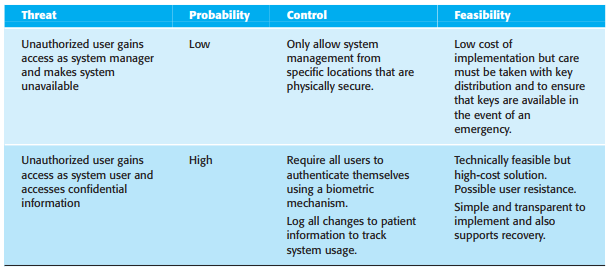 Threat Probability Control Feasibility
Unauthorized user gains
access as system manager
and makes system
unavailable
Low
Only allow system
management from
specific locations that are
physically secure.
Low cost of
implementation but care
must be taken with key
distribution and to ensure
that keys are available in
the event of an
emergency.
Unauthorized user gains
access as system user and
accesses confidential
information
High
Require all users to
authenticate themselves
using a biometric
mechanism.
Log all changes to patient
information to track
system usage.
Technically feasible but
high-cost solution.
Possible user resistance.
Simple and transparent to
implement and also
supports recovery.